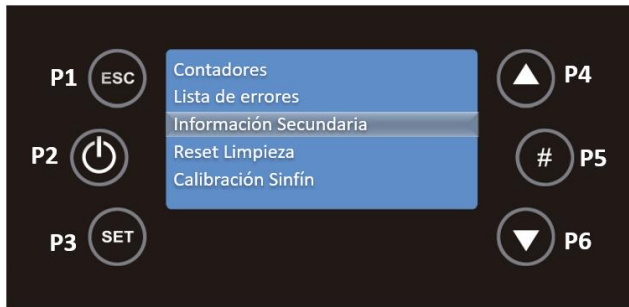 P1 ESC
Contadores
Lista de errores
Información Secundaria
Reset Limpieza
Calibración Sinfín
P4
P2
# P5
P3 SET
P6